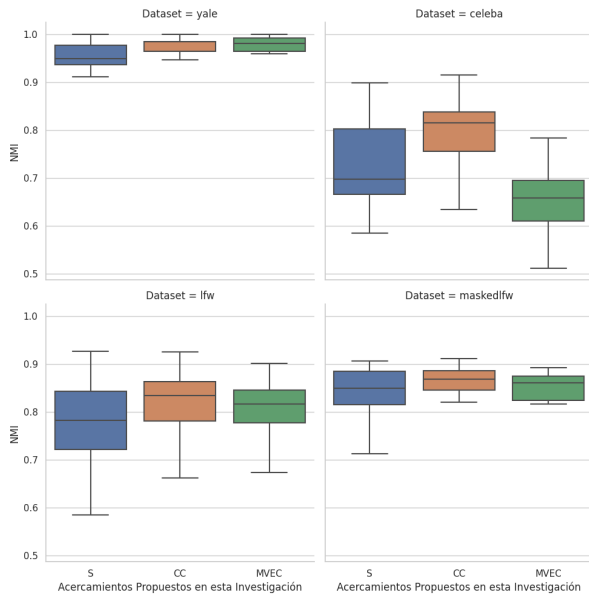 Dataset = yale
Dataset = celeba
1.0
0.9
0.8
0.7
0.6
0.5
NMI
Dataset = lfw
Dataset = maskedlfw
1.0
0.9
0.8
0.7
0.6
0.5
NMI
S
CC
MVEC
S
CC
MVEC
Acercamientos Propuestos en esta Investigación
Acercamientos Propuestos en esta Investigación